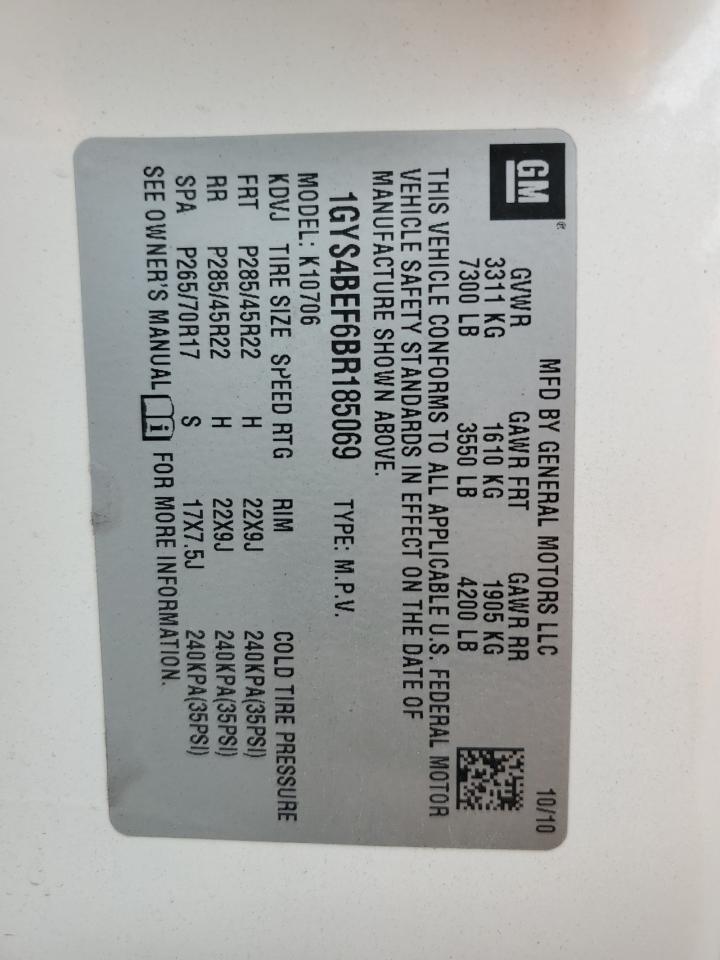 GM®
MFD BY GENERAL MOTORS LLC 10/10
GVWR GAWR FRT GAWR RR
3311 KG 1610 KG 1905 KG
7300 LB 3550 LB 4200 LB
THIS VEHICLE CONFORMS TO ALL APPLICABLE U.S. FEDERAL MOTOR
VEHICLE SAFETY STANDARDS IN EFFECT ON THE DATE OF
MANUFACTURE SHOWN ABOVE.
1GYS4BEF6BR185069 TYPE: M.P.V.
MODEL: K10706
KDVJ TIRE SIZE SPEED RTG RIM COLD TIRE PRESSURE
FRT P285/45R22 H 22X9J 240KPA(35PSI)
RR P285/45R22 H 22X9J 240KPA(35PSI)
SPA P265/70R17 S 17X7.5J 240KPA(35PSI)
SEE OWNER'S MANUAL i FOR MORE INFORMATION.